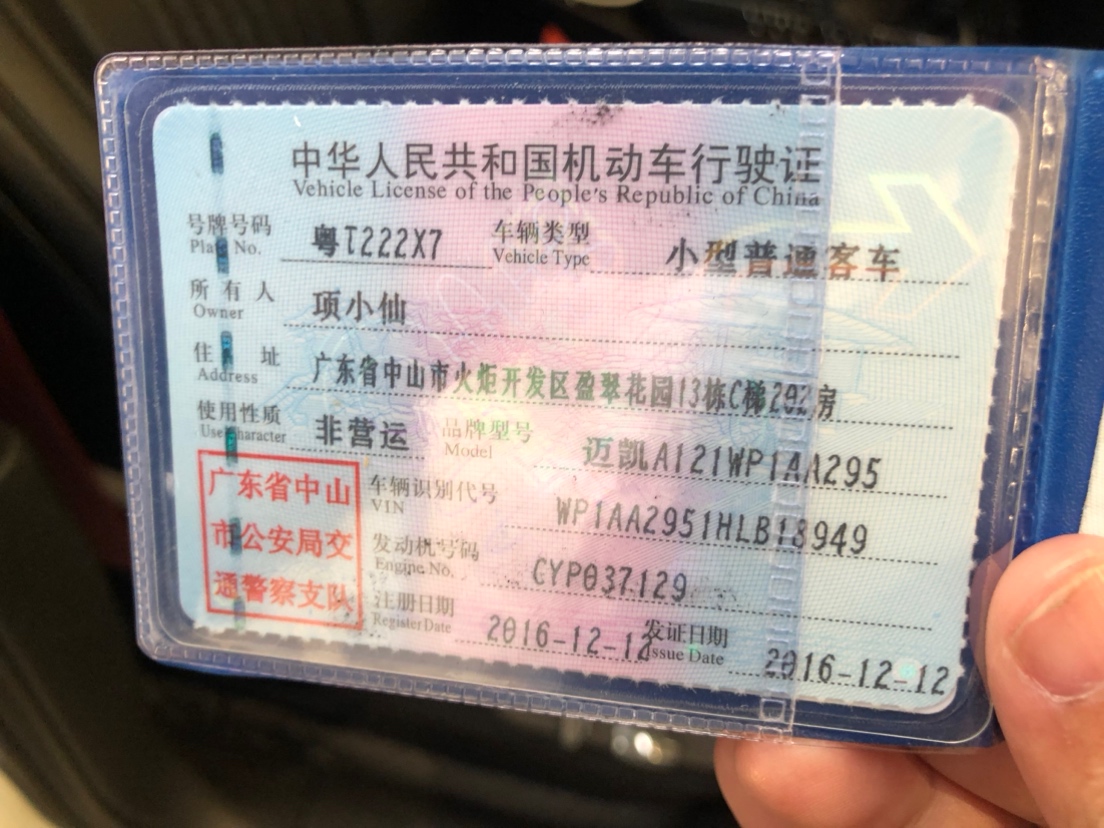 中华人民共和国机动车行驶证
Vehicle License of the People's Republic of China
号牌号码 粤T222X7 车辆类型 小型普通客车
Plate No. Vehicle Type
所有人 项小仙
Owner
住址 广东省中山市火炬开发区盈翠花园13栋C梯202房
Address
使用性质 非营运 品牌型号 迈凯A121WP1AA295
Use Character Model
广东省中山
市公安局交
通警察支队
车辆识别代号 WP1AA2951HLB18949
VIN
发动机号码 CYP037129
Engine No.
注册日期 2016-12-12 发证日期 2016-12-12
Register Date Issue Date